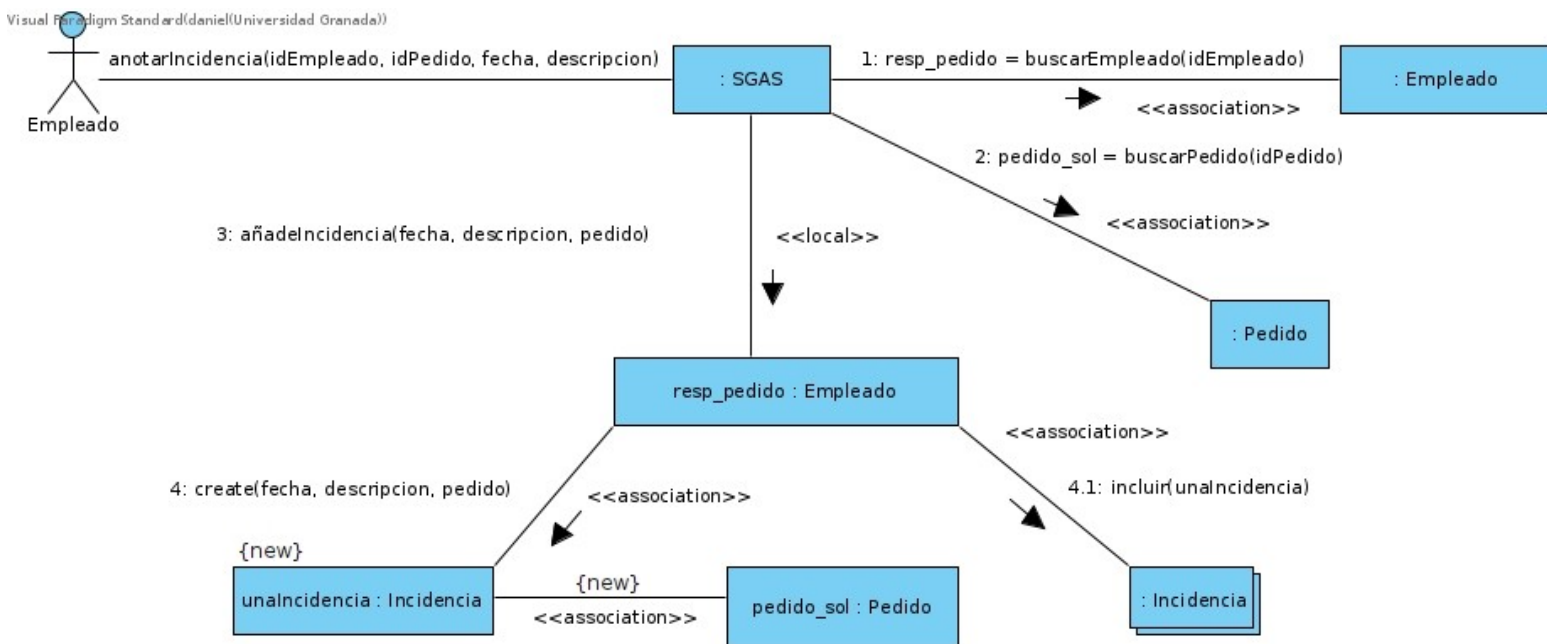 Visual Paradigm Standard(daniel(Universidad Granada))
anotarIncidencia(idEmpleado, idPedido, fecha, descripcion)
Empleado
: SGAS
1: resp_pedido = buscarEmpleado(idEmpleado)
<<association>>
: Empleado
2: pedido_sol = buscarPedido(idPedido)
<<association>>
: Pedido
3: añadeIncidencia(fecha, descripcion, pedido)
<<local>>
resp_pedido : Empleado
<<association>>
4: create(fecha, descripcion, pedido)
<<association>>
4.1: incluir(unaIncidencia)
{new}
unaIncidencia : Incidencia
{new}
<<association>>
pedido_sol : Pedido
: Incidencia